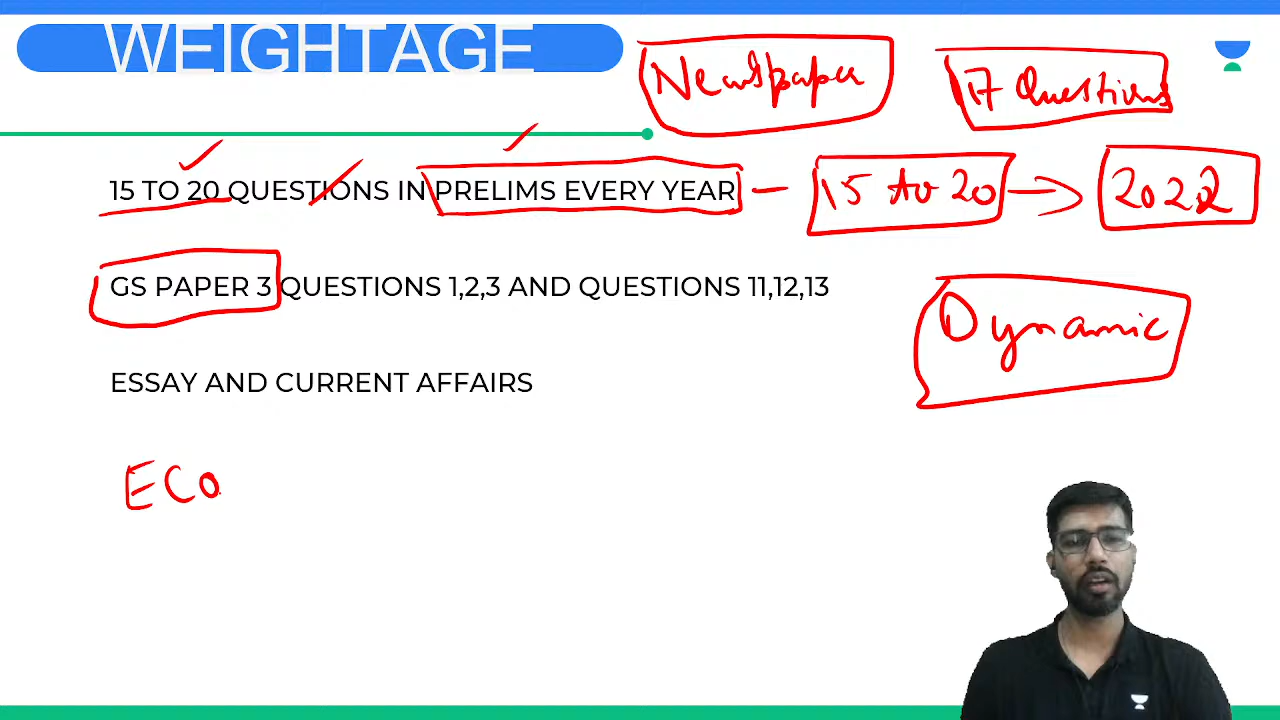 WEIGHTAGE
Newspaper
17 Questions
15 TO 20 QUESTIONS IN PRELIMS EVERY YEAR - 15 to 20 → 2022
GS PAPER 3 QUESTIONS 1,2,3 AND QUESTIONS 11,12,13
Dynamic
ESSAY AND CURRENT AFFAIRS
ECO